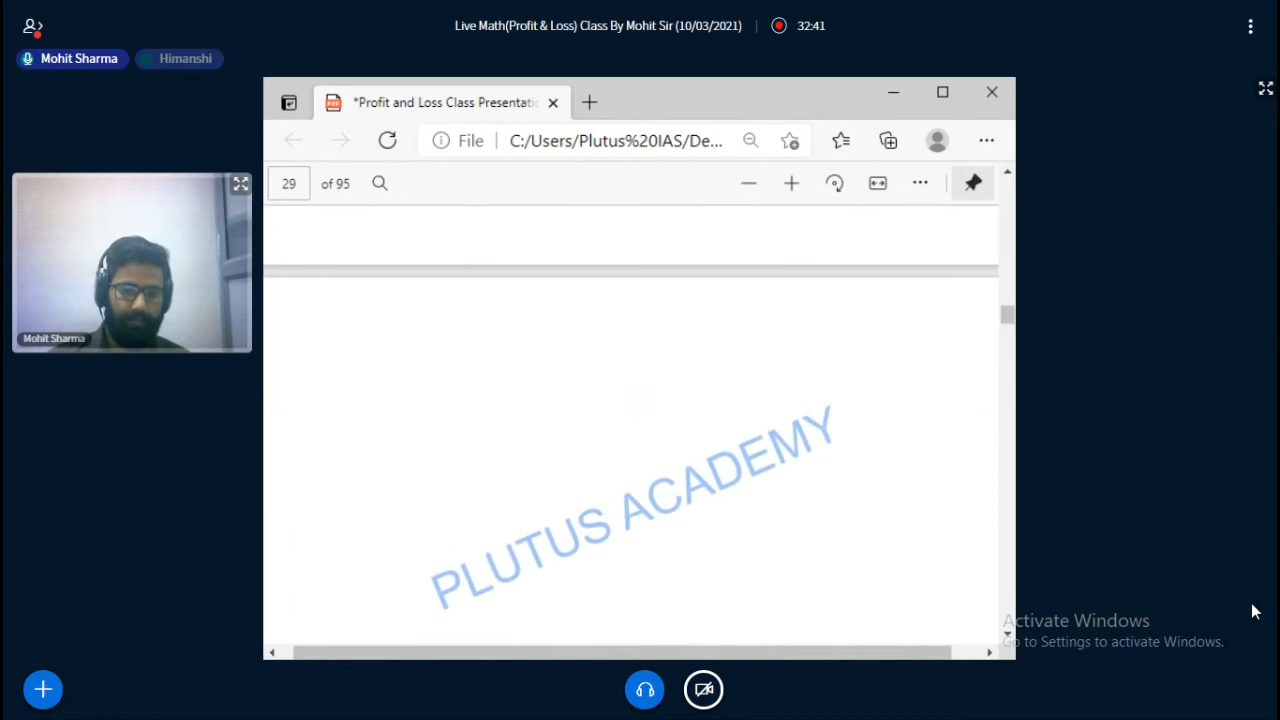 Live Math(Profit & Loss) Class By Mohit Sir (10/03/2021)
32:41
Mohit Sharma
Himanshi
*Profit and Loss Class Presentatic
File
C:/Users/Plutus%20IAS/De...
29
of 95
Mohit Sharma
PLUTUS ACADEMY
Activate Windows
Go to Settings to activate Windows.